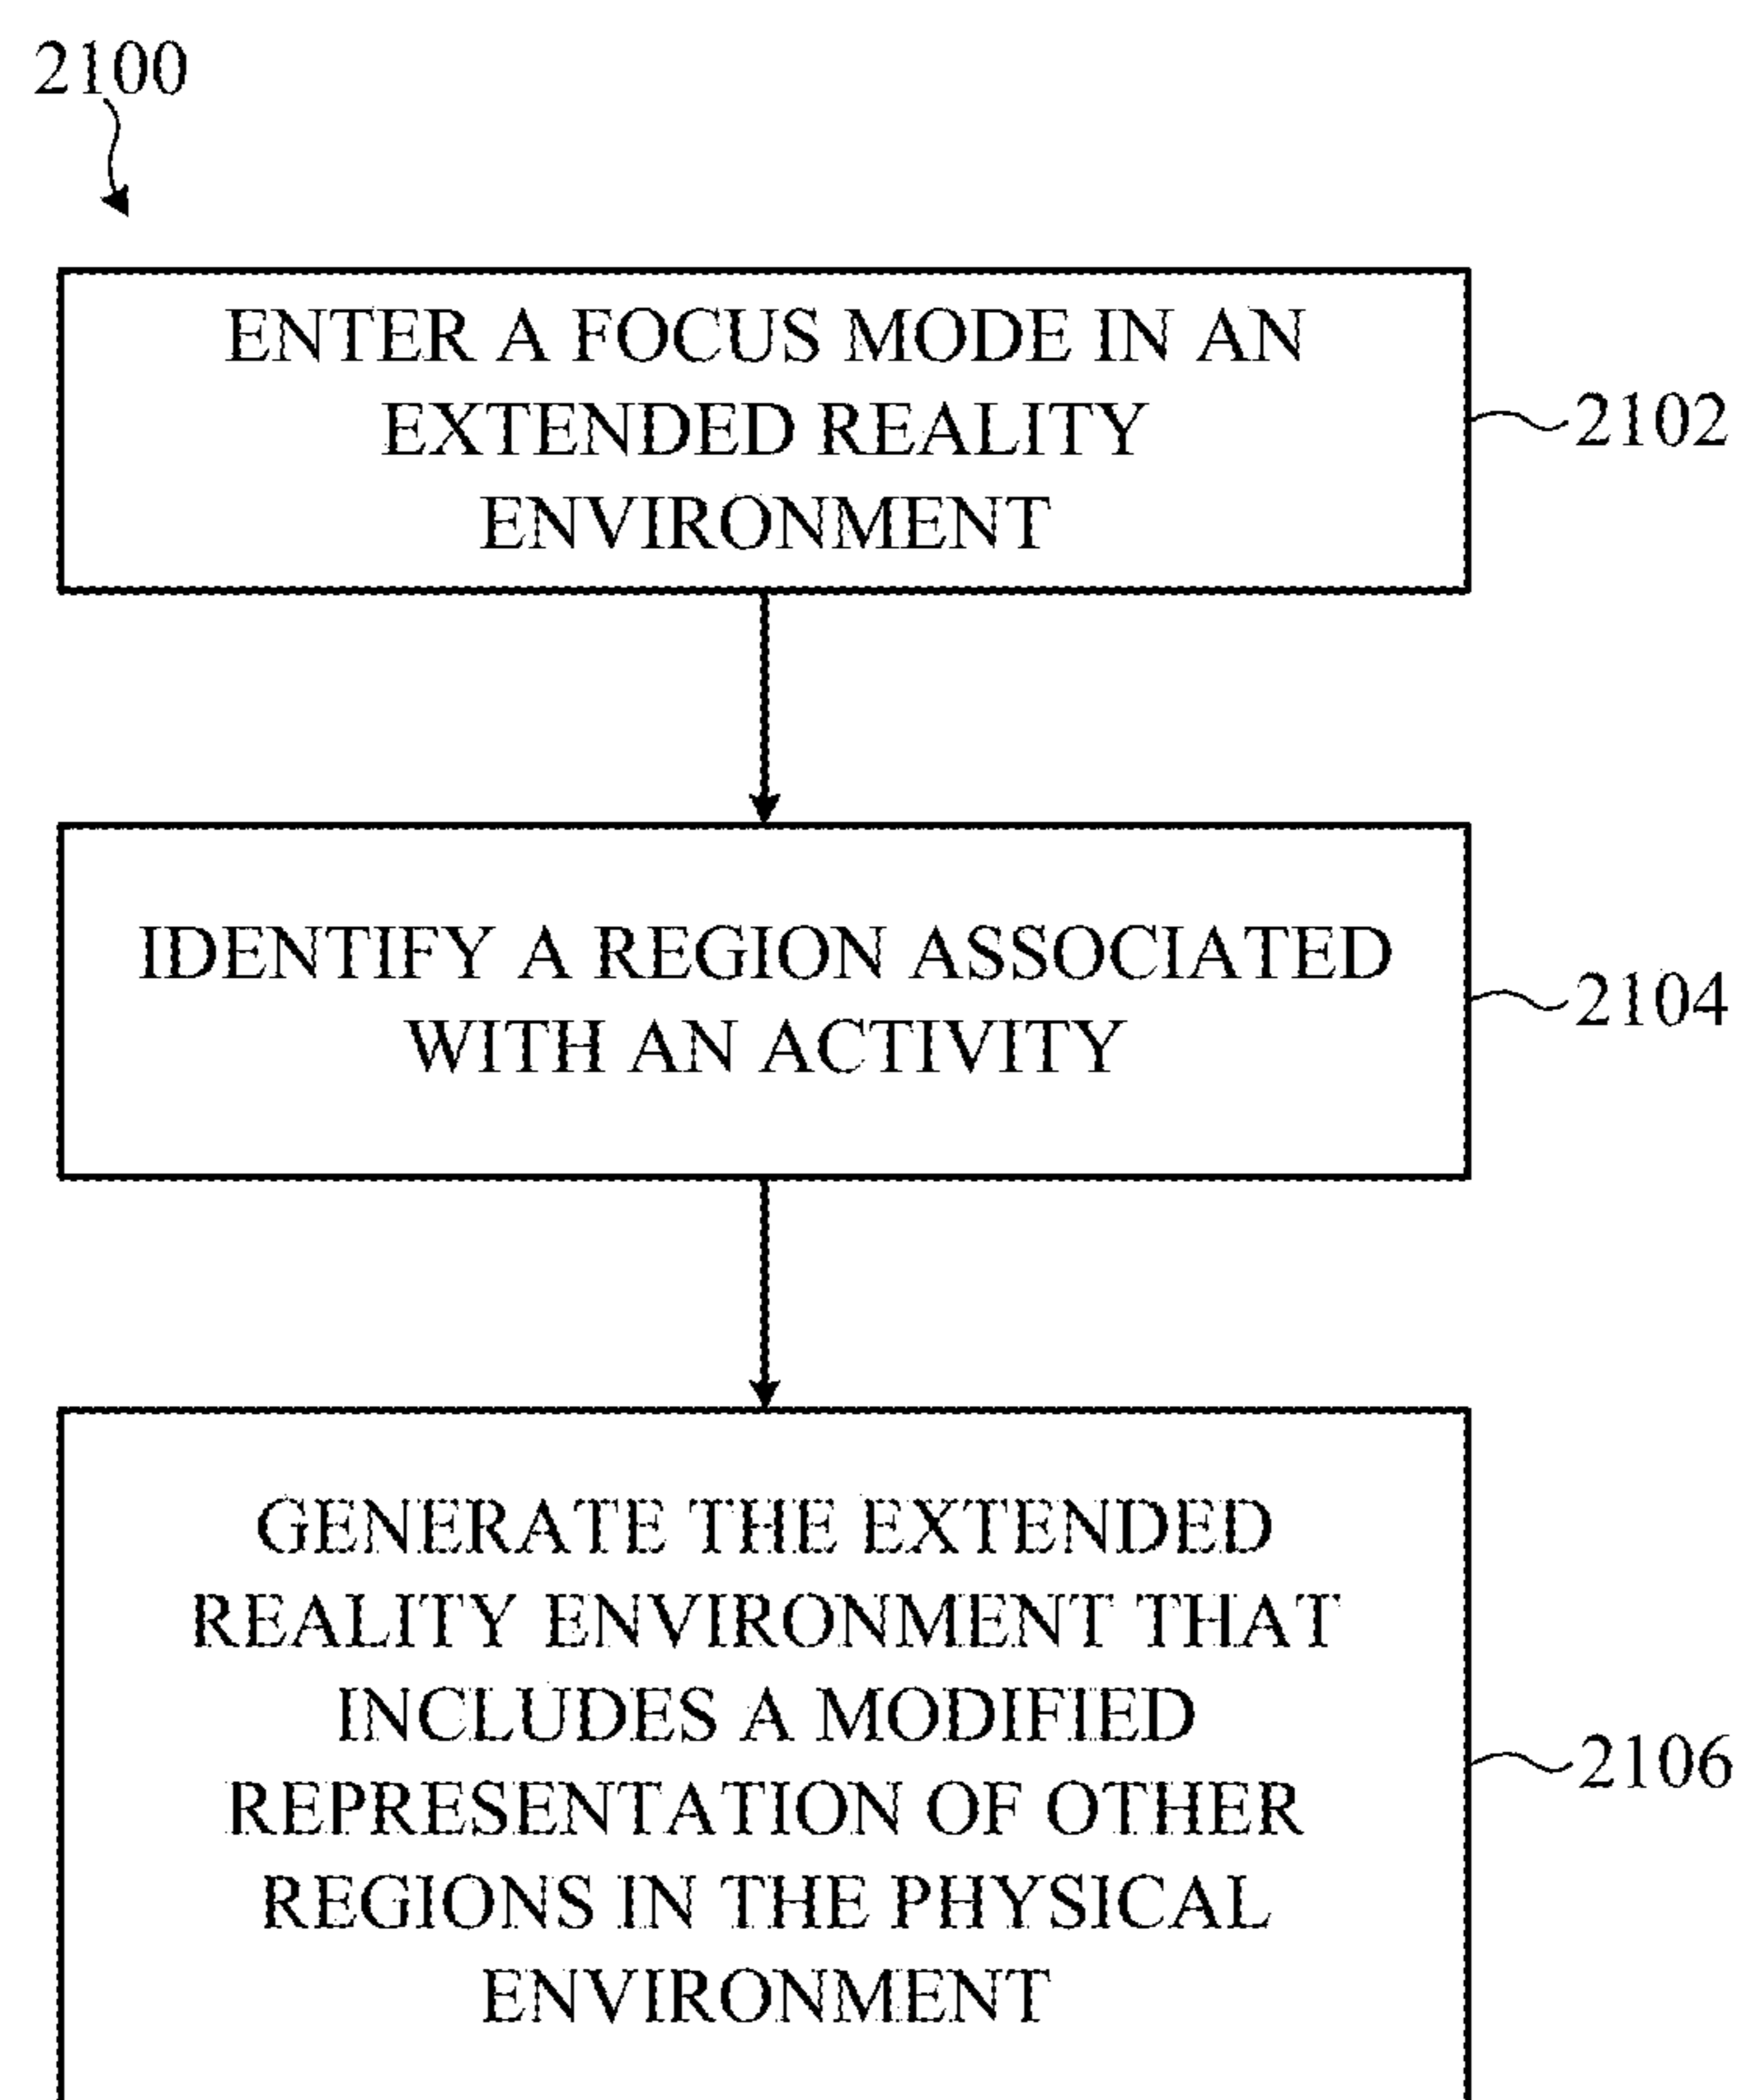 2100
ENTER A FOCUS MODE IN AN
EXTENDED REALITY
ENVIRONMENT
2102
IDENTIFY A REGION ASSOCIATED
WITH AN ACTIVITY
2104
GENERATE THE EXTENDED
REALITY ENVIRONMENT THAT
INCLUDES A MODIFIED
REPRESENTATION OF OTHER
REGIONS IN THE PHYSICAL
ENVIRONMENT
2106